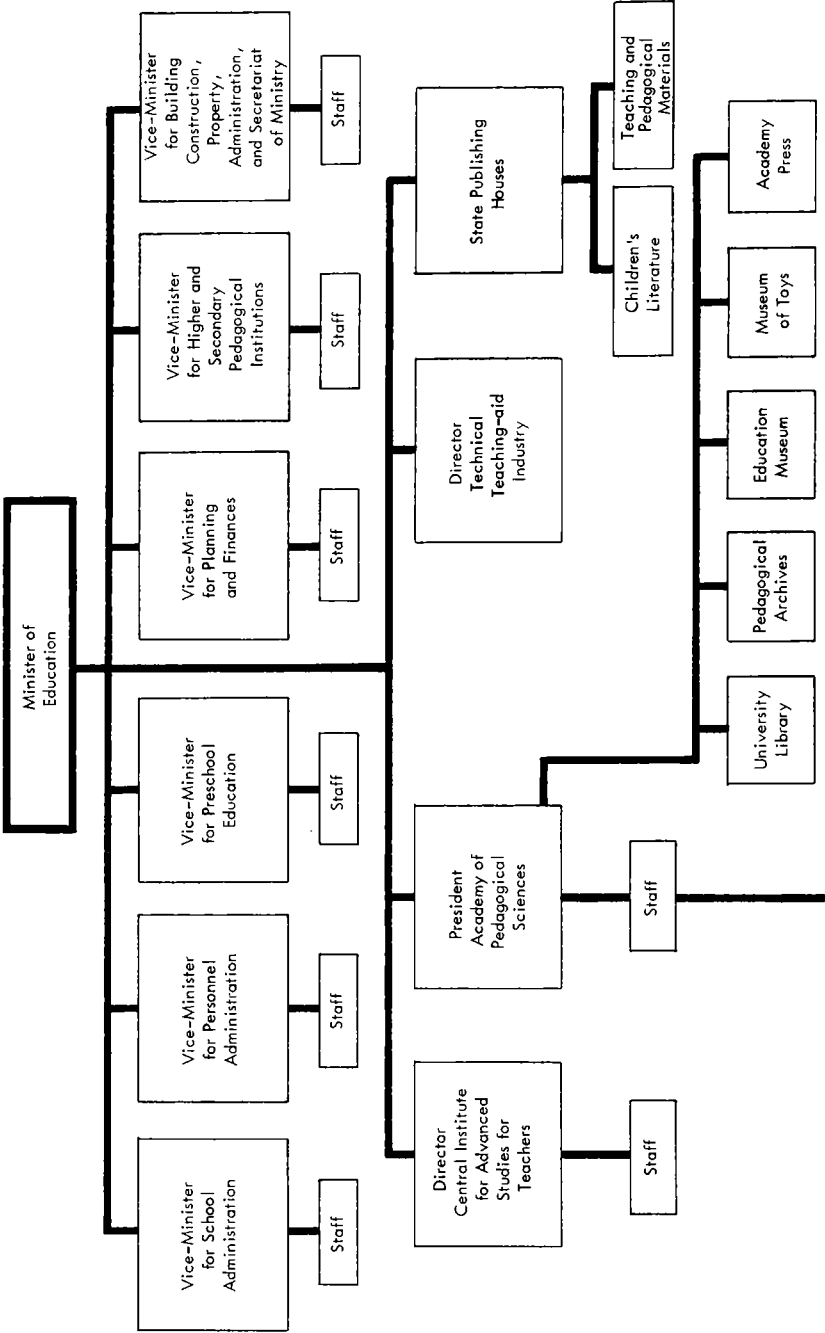 Minister of
Education
Vice-Minister
for School
Administration
Vice-Minister
for Personnel
Administration
Vice-Minister
for Preschool
Education
Vice-Minister
for Planning
and Finances
Vice-Minister
for Higher and
Secondary
Pedagogical
Institutions
Vice-Minister
for Building
Construction,
Property,
Administration,
and Secretariat
of Ministry
Staff
Staff
Staff
Staff
Staff
Staff
Director
Central Institute
for Advanced
Studies for
Teachers
President
Academy of
Pedagogical
Sciences
Director
Technical
Teaching-aid
Industry
State Publishing
Houses
Staff
Staff
Children's
Literature
Teaching and
Pedagogical
Materials
University
Library
Pedagogical
Archives
Education
Museum
Museum
of Toys
Academy
Press